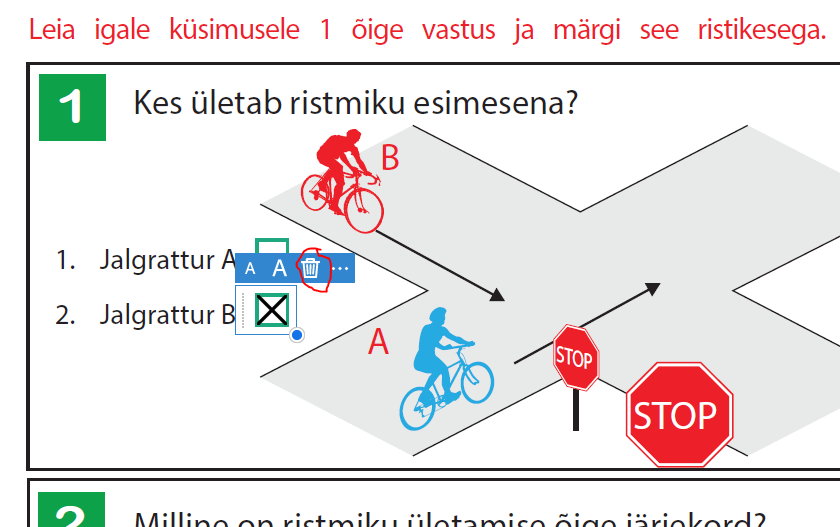 Leia igale küsimusele 1 õige vastus ja märgi see ristikesega.
1 Kes ületab ristmiku esimesena?
B
1. Jalgrattur A
A A ...
2. Jalgrattur B
A
STOP
STOP
2 Milline on ristmiku ületamise õige järjekord?